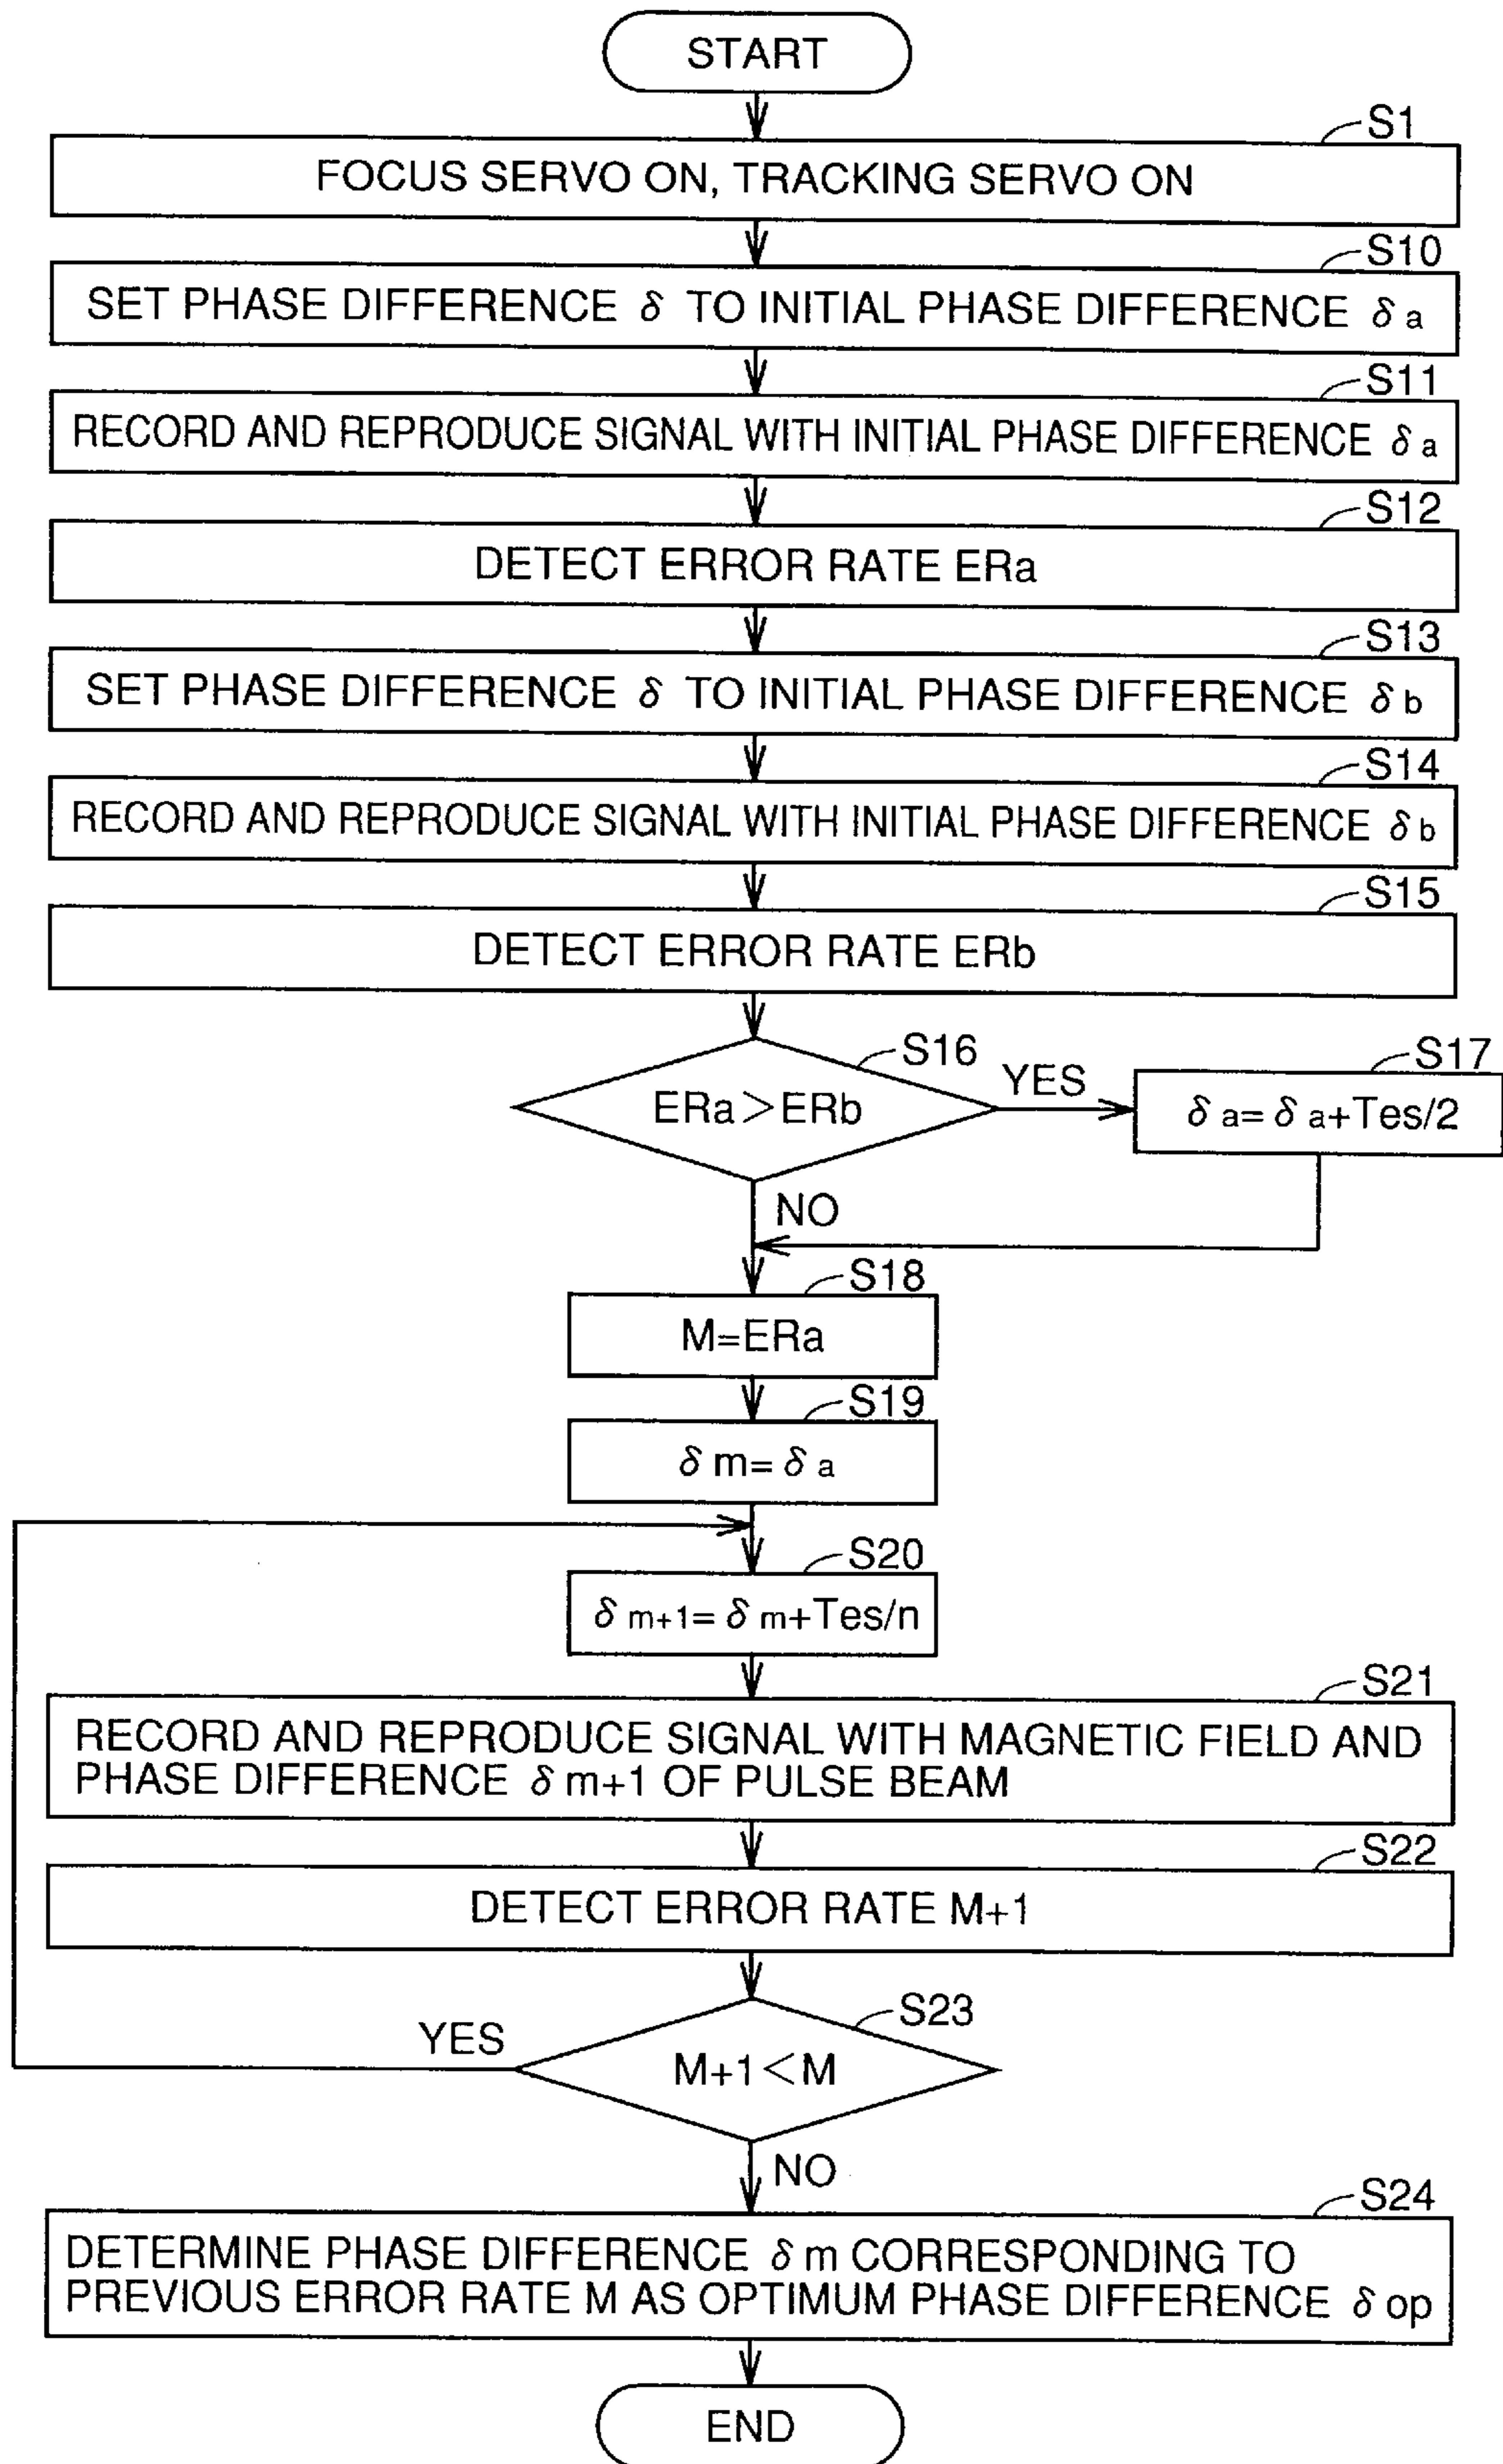 START
S1
FOCUS SERVO ON, TRACKING SERVO ON
S10
SET PHASE DIFFERENCE δ TO INITIAL PHASE DIFFERENCE δa
S11
RECORD AND REPRODUCE SIGNAL WITH INITIAL PHASE DIFFERENCE δa
S12
DETECT ERROR RATE ERa
S13
SET PHASE DIFFERENCE δ TO INITIAL PHASE DIFFERENCE δb
S14
RECORD AND REPRODUCE SIGNAL WITH INITIAL PHASE DIFFERENCE δb
S15
DETECT ERROR RATE ERb
S16
ERa>ERb
YES
S17
δa=δa+Tes/2
NO
S18
M=ERa
S19
δm=δa
S20
δm+1=δm+Tes/n
S21
RECORD AND REPRODUCE SIGNAL WITH MAGNETIC FIELD AND
PHASE DIFFERENCE δm+1 OF PULSE BEAM
S22
DETECT ERROR RATE M+1
S23
YES
M+1<M
NO
S24
DETERMINE PHASE DIFFERENCE δm CORRESPONDING TO
PREVIOUS ERROR RATE M AS OPTIMUM PHASE DIFFERENCE δop
END